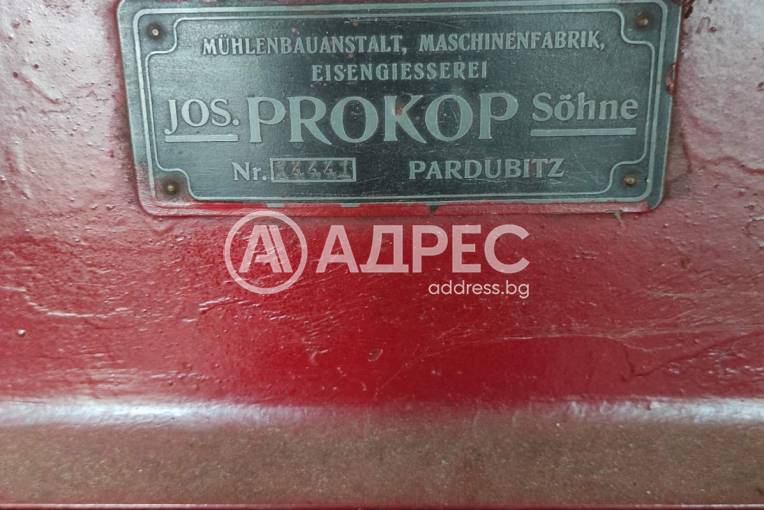 MÜHLENBAUANSTALT, MASCHINENFABRIK,
EISENGIESSEREI
JOS. PROKOP Söhne
Nr. PARDUBITZ
АДРЕС
address.bg